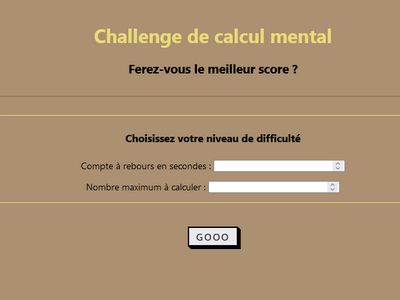 Challenge de calcul mental
Ferez-vous le meilleur score ?
Choisissez votre niveau de difficulté
Compte à rebours en secondes :
Nombre maximum à calculer :
GOOO